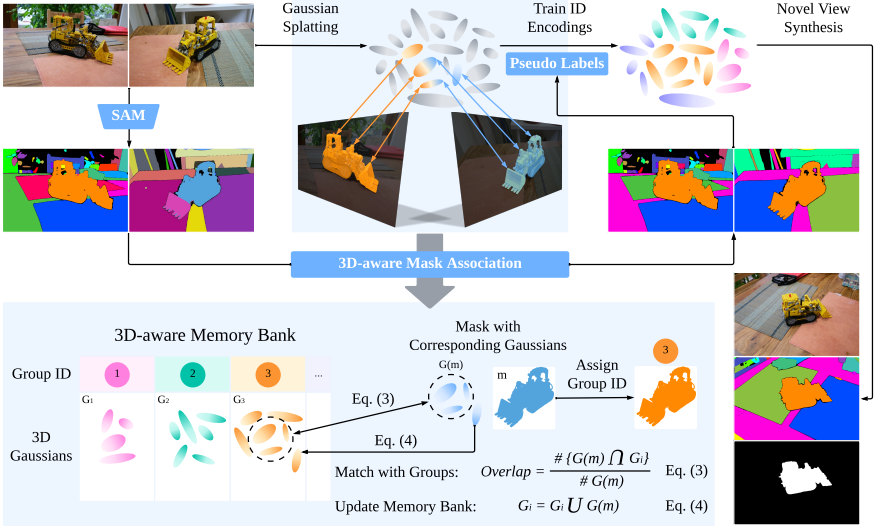 Gaussian
Splatting
Train ID
Encodings
Novel View
Synthesis
Pseudo Labels
SAM
3D-aware Mask Association
3D-aware Memory Bank
Mask with
Corresponding Gaussians
Group ID
1
2
3
...
G(m)
m
Assign
Group ID
3
G₁
G₂
G₃
Eq. (3)
3D
Gaussians
Eq. (4)
Match with Groups: Overlap = # {G(m) ⋂ Gᵢ} / # G(m) Eq. (3)
Update Memory Bank: Gᵢ = Gᵢ ⋃ G(m) Eq. (4)